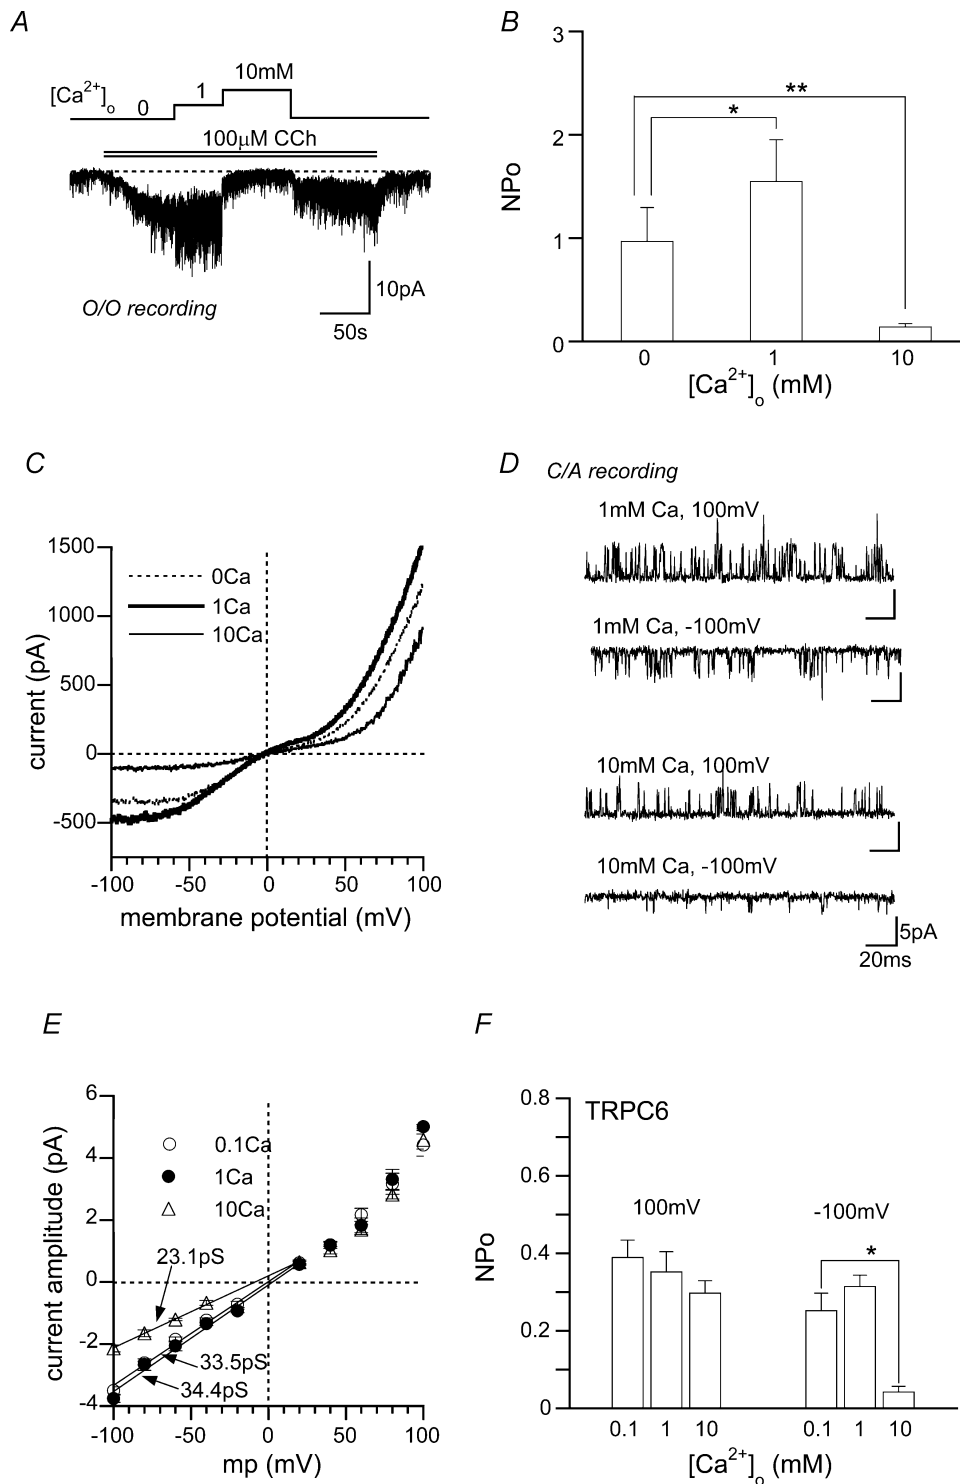 A
[Ca2+]o 0 1 10mM
100µM CCh
10pA
O/O recording
50s
B
3
2
1
0
NPo
* **
0 1 10
[Ca2+]o (mM)
C
1500
1000
500
0
-500
current (pA)
0Ca
1Ca
10Ca
-100 -50 0 50 100
membrane potential (mV)
D C/A recording
1mM Ca, 100mV
1mM Ca, -100mV
10mM Ca, 100mV
10mM Ca, -100mV
5pA
20ms
E
6
4
2
0
-2
-4
current amplitude (pA)
0.1Ca
1Ca
10Ca
23.1pS
33.5pS
34.4pS
-100 -50 0 50 100
mp (mV)
F
0.8
0.6
0.4
0.2
0
NPo
TRPC6
100mV
-100mV
*
0.1 1 10 0.1 1 10
[Ca2+]o (mM)